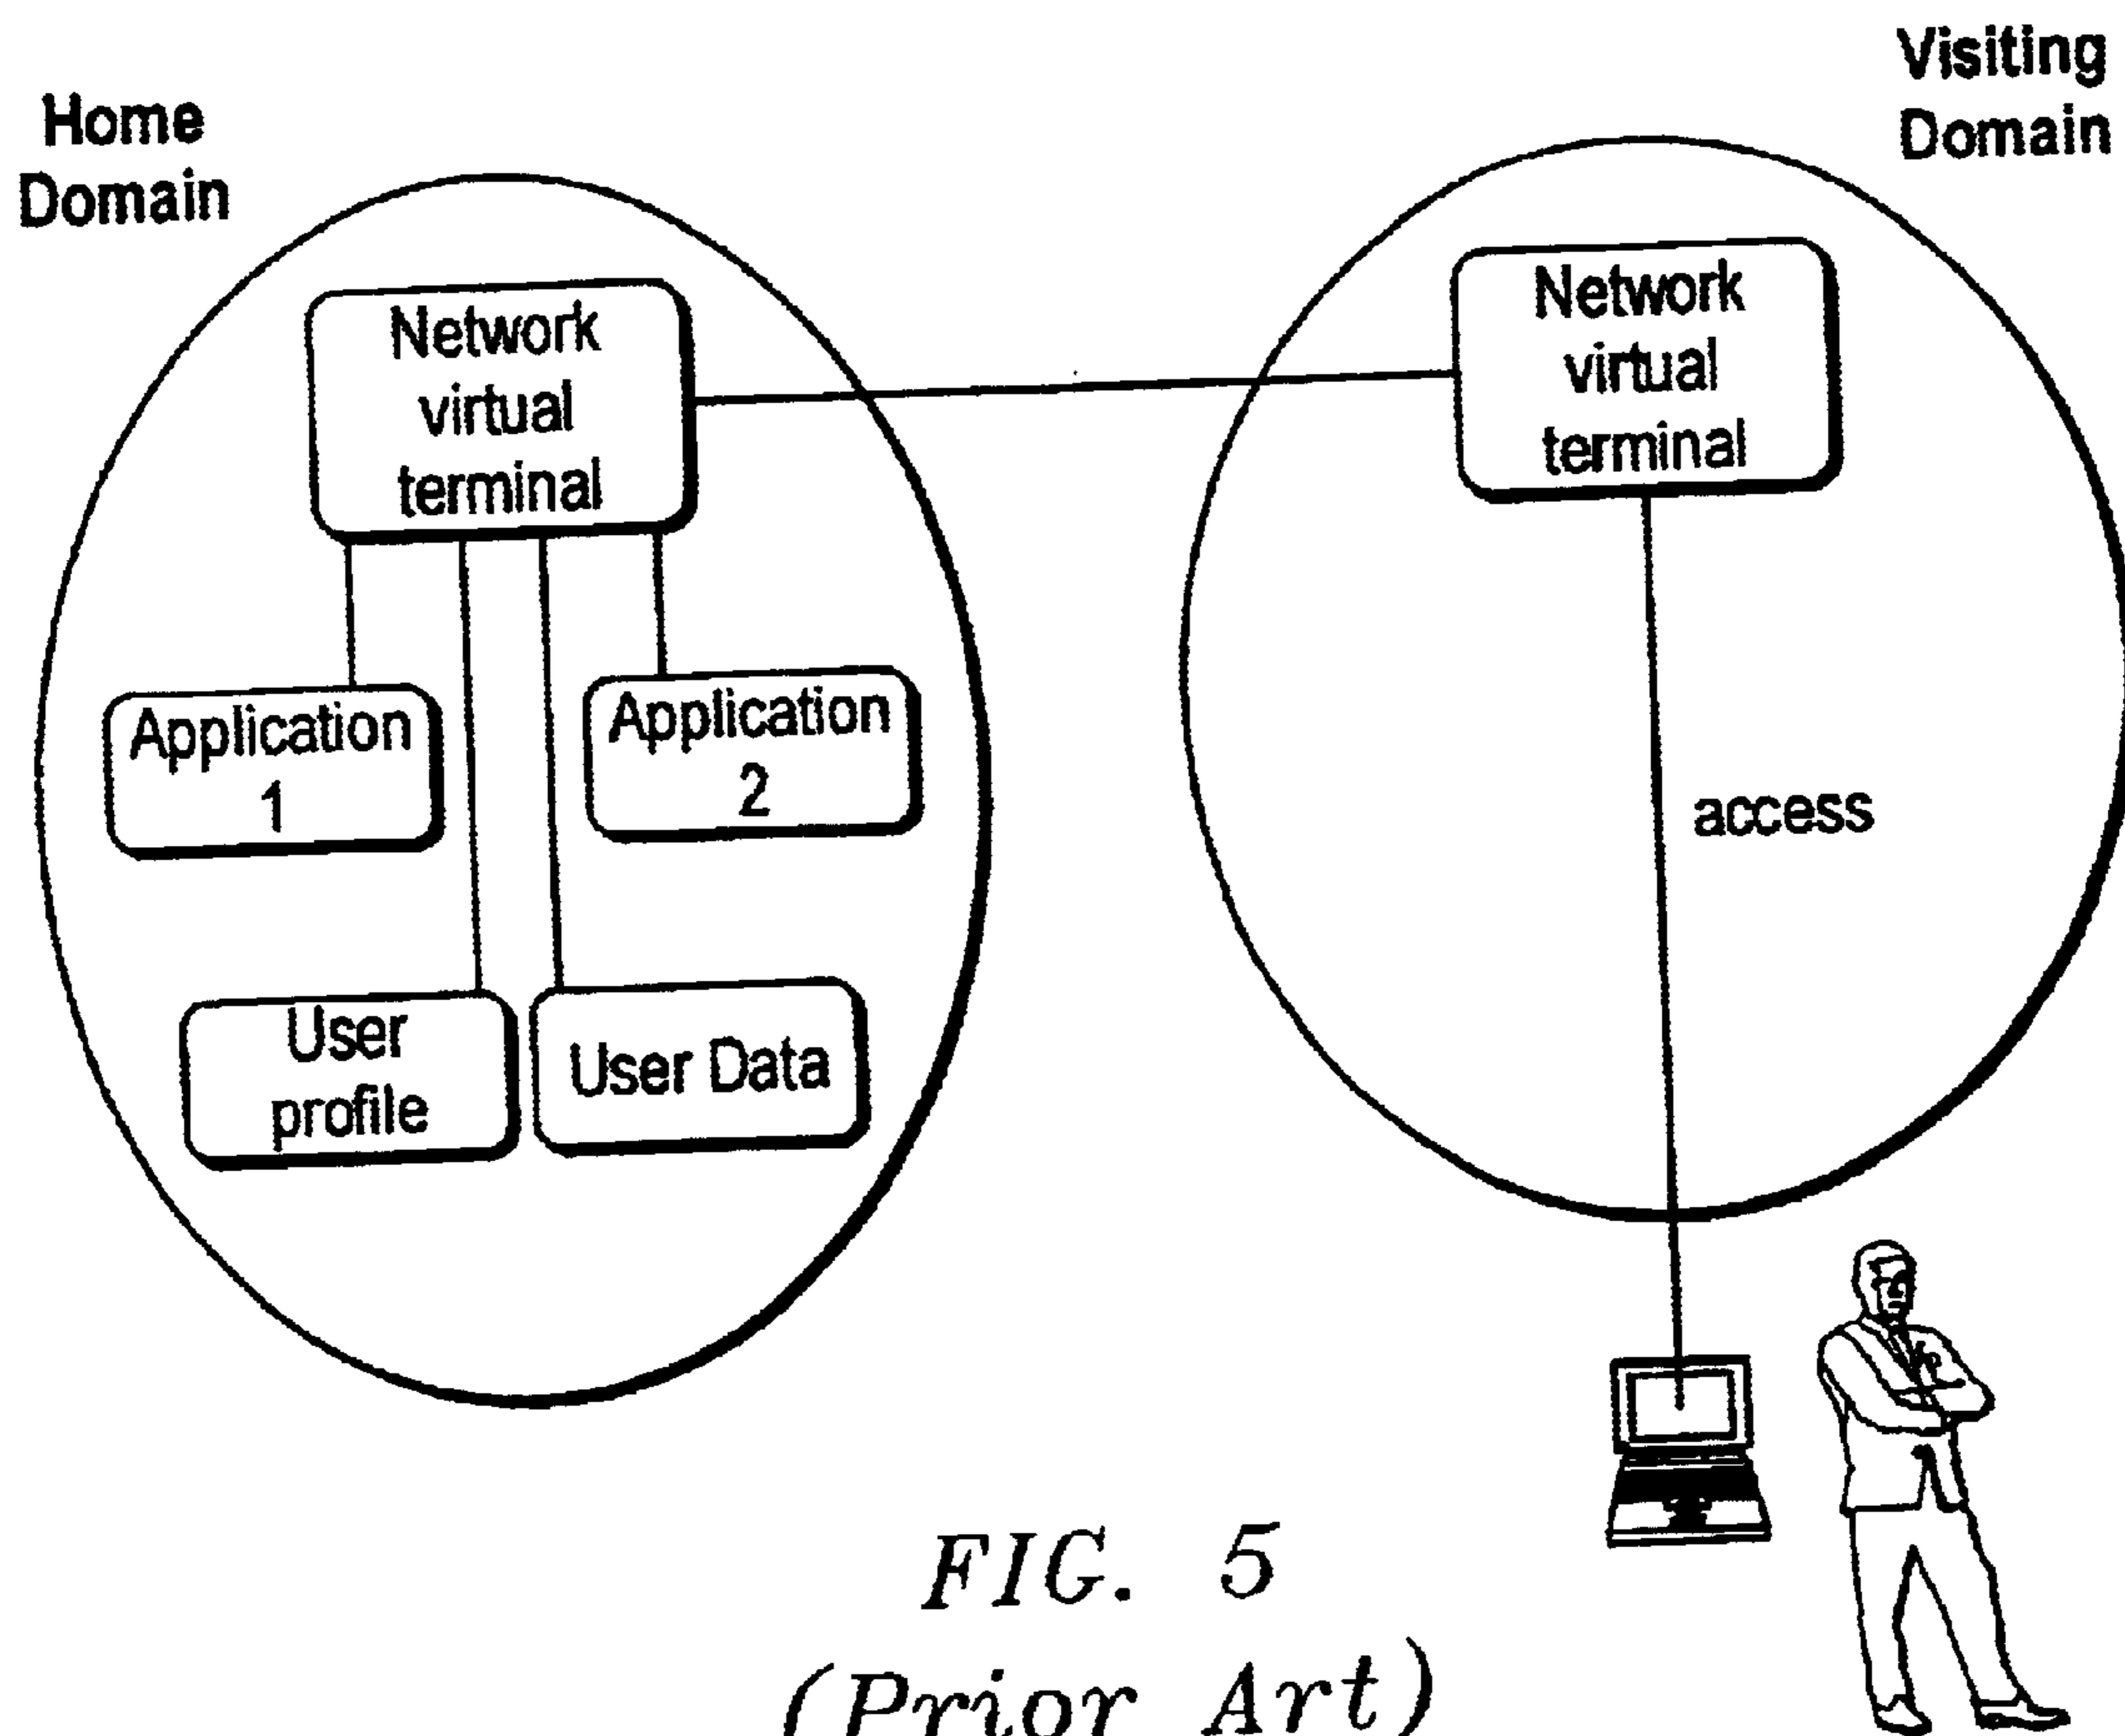 Home
Domain
Visiting
Domain
Network
virtual
terminal
Network
virtual
terminal
Application
1
Application
2
access
User
profile
User Data
FIG. 5
(Prior Art)